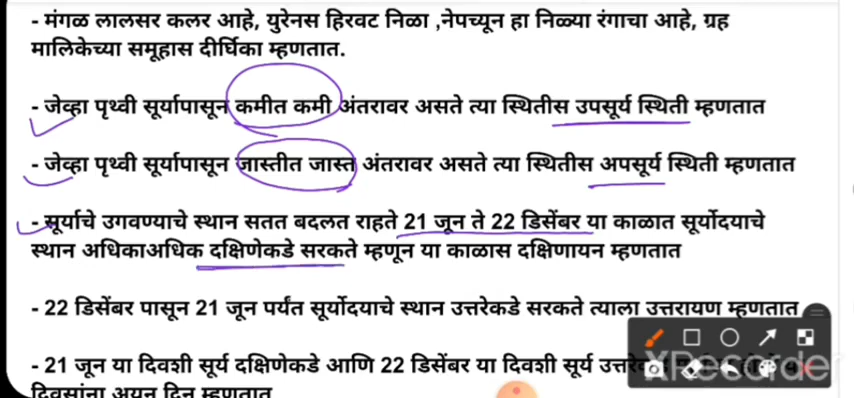 - मंगळ लालसर कलर आहे, युरेनस हिरवट निळा ,नेपच्यून हा निळ्या रंगाचा आहे, ग्रह
मालिकेच्या समूहास दीर्घिका म्हणतात.
- जेव्हा पृथ्वी सूर्यापासून कमीत कमी अंतरावर असते त्या स्थितीस उपसूर्य स्थिती म्हणतात
- जेव्हा पृथ्वी सूर्यापासून जास्तीत जास्त अंतरावर असते त्या स्थितीस अपसूर्य स्थिती म्हणतात
- सूर्याचे उगवण्याचे स्थान सतत बदलत राहते 21 जून ते 22 डिसेंबर या काळात सूर्योदयाचे
स्थान अधिकाअधिक दक्षिणेकडे सरकते म्हणून या काळास दक्षिणायन म्हणतात
- 22 डिसेंबर पासून 21 जून पर्यंत सूर्योदयाचे स्थान उत्तरेकडे सरकते त्याला उत्तरायण म्हणतात
- 21 जून या दिवशी सूर्य दक्षिणेकडे आणि 22 डिसेंबर या दिवशी सूर्य
दिवसांना अयन दिन म्हणतात
XRecorder